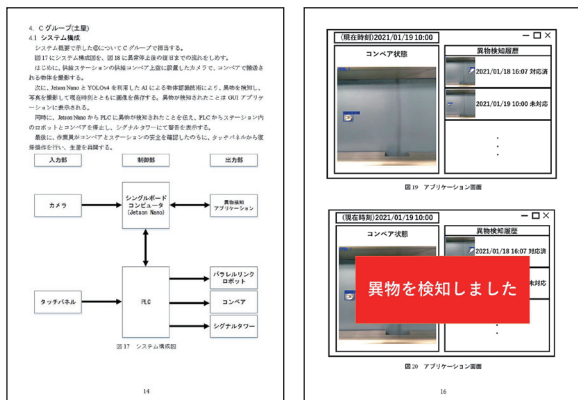 4. C グループ(土星)
4.1 システム構成
システム概要で示した⑥についてCグループで担当する。
図17にシステム構成図を、図18に異常停止後の復旧までの流れをしめす。
はじめに、供給ステーションの供給コンベア上面に設置したカメラで、コンベアで輸送さ
れる物体を撮影する。
次に、Jetson Nano と YOLOv4 を利用した AI による物体認識技術により、異物を検知し、
写真を撮影して現在時刻とともに画像を保存する。異物が検知されたことは GUI アプリケ
ーションに表示される。
同時に、Jetson Nano から PLC に異物が検知されたことを伝え、PLC からステーション内
のロボットとコンベアを停止し、シグナルタワーにて警告を表示する。
最後に、作業員がコンベアとステーションの安全を確認したのちに、タッチパネルから復
帰操作を行い、生産を再開する。
入力部
制御部
出力部
カメラ
シングルボード
コンピュータ
(Jetson Nano)
異物検知
アプリケーション
タッチパネル
PLC
パラレルリンク
ロボット
コンベア
シグナルタワー
図 17 システム構成図
14
(現在時刻)2021/01/19 10:00
コンベア状態
異物検知履歴
2021/01/18 16:07 対応済
2021/01/19 10:00 未対応
図 19 アプリケーション画面
(現在時刻)2021/01/19 10:00
コンベア状態
異物検知履歴
2021/01/18 16:07 対応済
未対応
異物を検知しました
図 20 アプリケーション画面
16